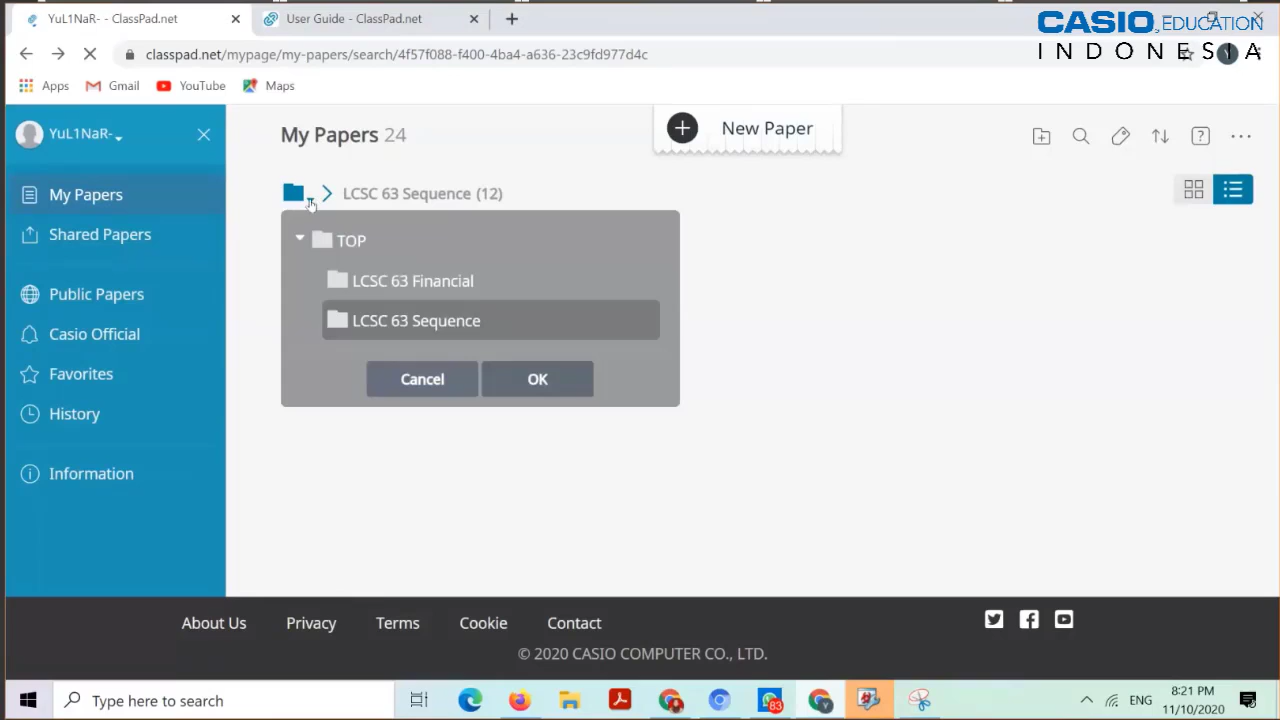 YuL1NaR- - ClassPad.net
User Guide - ClassPad.net
CASIO EDUCATION
INDONESIA
classpad.net/mypage/my-papers/search/4f57f088-f400-4ba4-a636-23c9fd977d4c
Apps
Gmail
YouTube
Maps
YuL1NaR-
My Papers 24
New Paper
My Papers
LCSC 63 Sequence (12)
Shared Papers
TOP
LCSC 63 Financial
Public Papers
LCSC 63 Sequence
Casio Official
Favorites
Cancel
OK
History
Information
About Us
Privacy
Terms
Cookie
Contact
© 2020 CASIO COMPUTER CO., LTD.
Type here to search
83
ENG
8:21 PM
11/10/2020